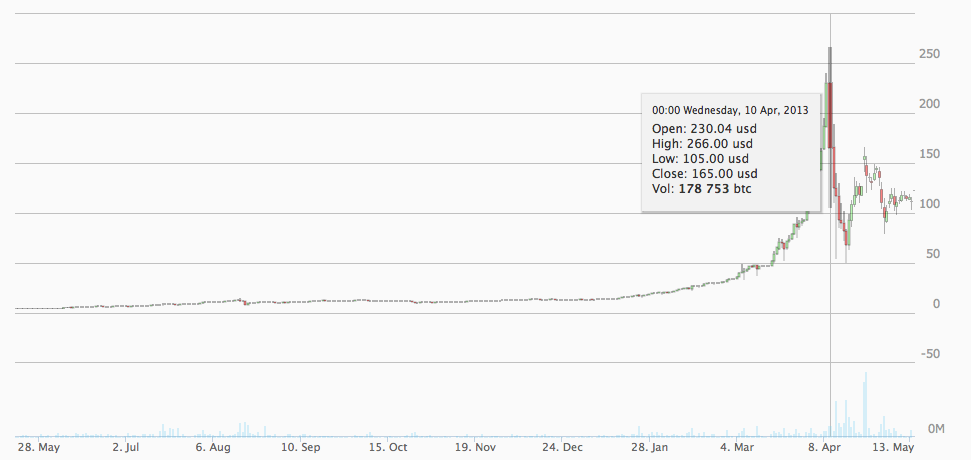 250
200
150
100
50
0
-50
0M
00:00 Wednesday, 10 Apr, 2013
Open: 230.04 usd
High: 266.00 usd
Low: 105.00 usd
Close: 165.00 usd
Vol: 178 753 btc
28. May 2. Jul 6. Aug 10. Sep 15. Oct 19. Nov 24. Dec 28. Jan 4. Mar 8. Apr 13. May